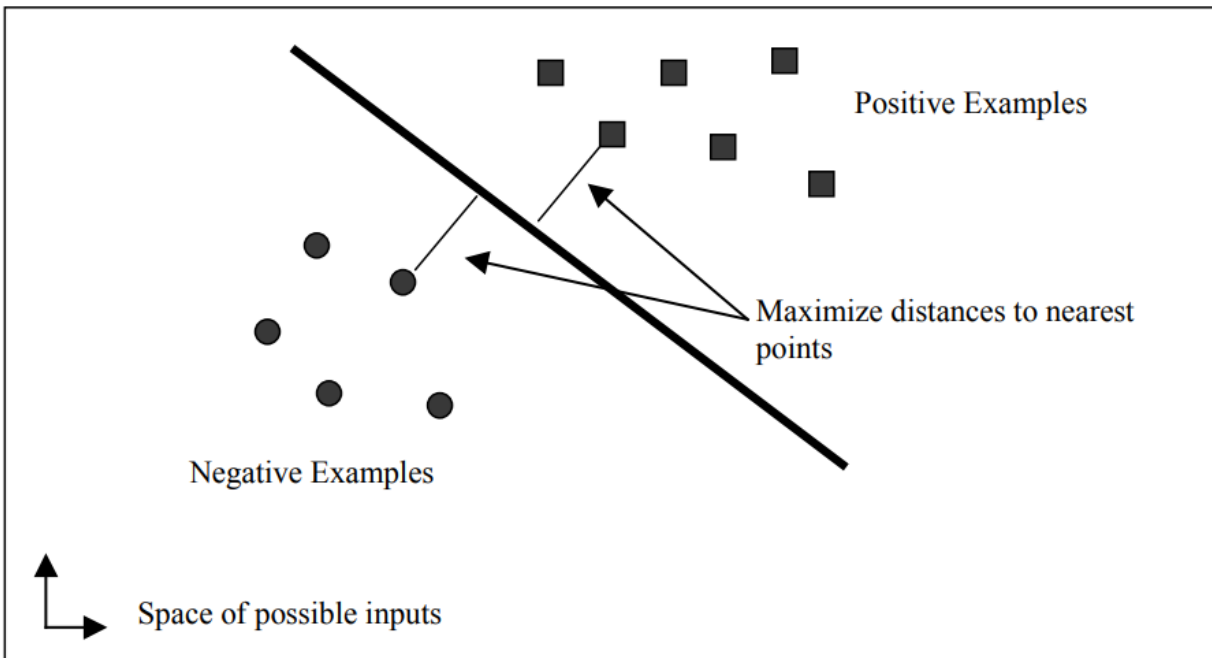 Positive Examples
Maximize distances to nearest
points
Negative Examples
Space of possible inputs